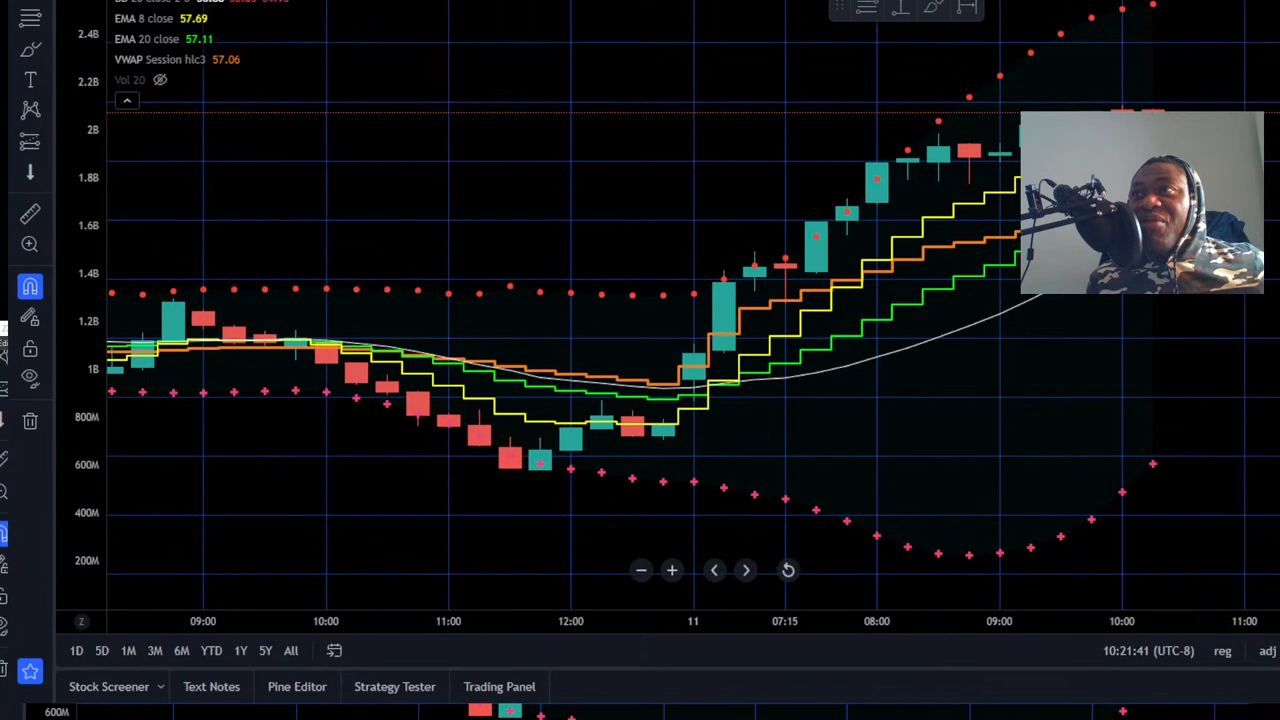 EMA 8 close 57.69
EMA 20 close 57.11
VWAP Session hlc3 57.06
Vol 20
2.4B
2.2B
2B
1.8B
1.6B
1.4B
1.2B
1B
800M
600M
400M
200M
Z
09:00 10:00 11:00 12:00 11 07:15 08:00 09:00 10:00 11:00
1D 5D 1M 3M 6M YTD 1Y 5Y All 10:21:41 (UTC-8) reg adj
Stock Screener Text Notes Pine Editor Strategy Tester Trading Panel
600M